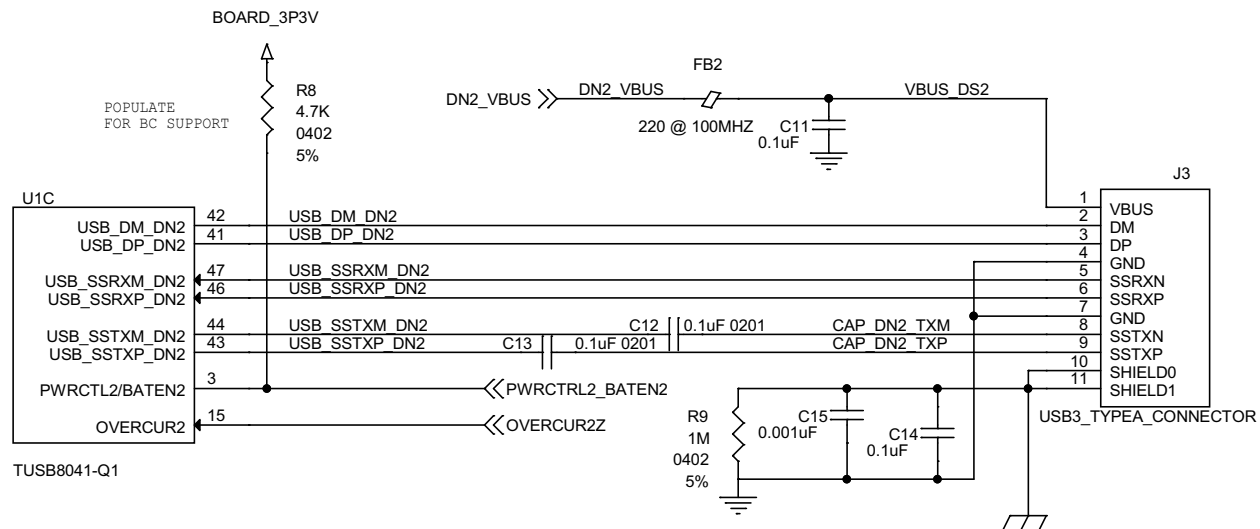 BOARD_3P3V
POPULATE
FOR BC SUPPORT
R8
4.7K
0402
5%
DN2_VBUS
DN2_VBUS
FB2
220 @ 100MHZ
VBUS_DS2
C11
0.1uF
J3
U1C
USB_DM_DN2
42
USB_DM_DN2
2
DM
USB_DP_DN2
41
USB_DP_DN2
3
DP
1
VBUS
4
GND
USB_SSRXM_DN2
47
USB_SSRXM_DN2
5
SSRXN
USB_SSRXP_DN2
46
USB_SSRXP_DN2
6
SSRXP
7
GND
USB_SSTXM_DN2
44
USB_SSTXM_DN2
C12
0.1uF 0201
CAP_DN2_TXM
8
SSTXN
USB_SSTXP_DN2
43
USB_SSTXP_DN2
C13
0.1uF 0201
CAP_DN2_TXP
9
SSTXP
10
SHIELD0
PWRCTL2/BATEN2
3
PWRCTRL2_BATEN2
11
SHIELD1
OVERCUR2
15
OVERCUR2Z
USB3_TYPEA_CONNECTOR
R9
1M
0402
5%
C15
0.001uF
C14
0.1uF
TUSB8041-Q1